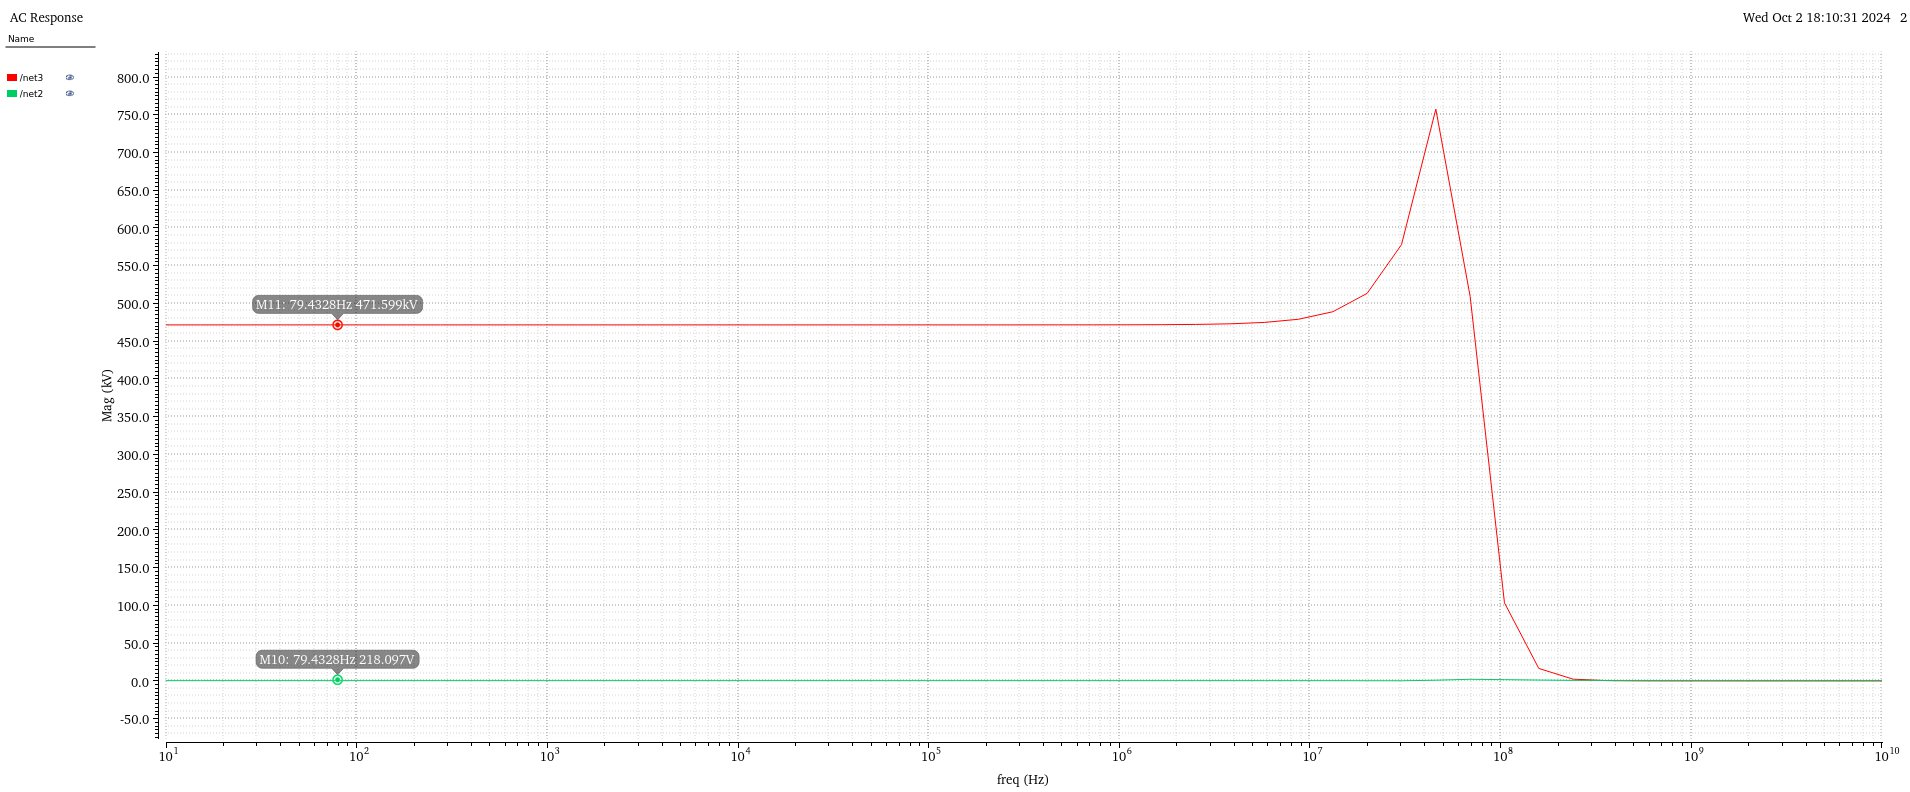 AC Response
Wed Oct 2 18:10:31 2024 2
Name
/net3
/net2
800.0
750.0
700.0
650.0
600.0
550.0
500.0
450.0
400.0
350.0
300.0
250.0
200.0
150.0
100.0
50.0
0.0
-50.0
Mag (kV)
M11: 79.4328Hz 471.599kV
M10: 79.4328Hz 218.097V
10^1 10^2 10^3 10^4 10^5 10^6 10^7 10^8 10^9 10^10
freq (Hz)